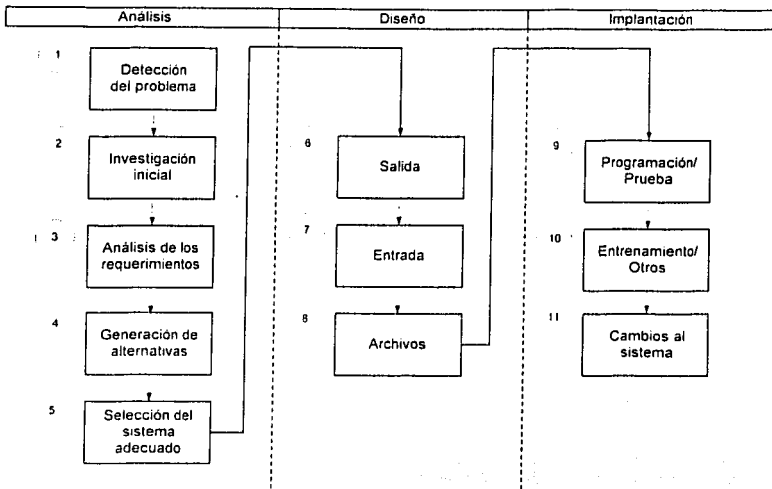 Análisis
Diseño
Implantación
1
Detección
del problema
2
Investigación
inicial
3
Análisis de los
requerimientos
4
Generación de
alternativas
5
Selección del
sistema
adecuado
6
Salida
7
Entrada
8
Archivos
9
Programación/
Prueba
10
Entrenamiento/
Otros
11
Cambios al
sistema